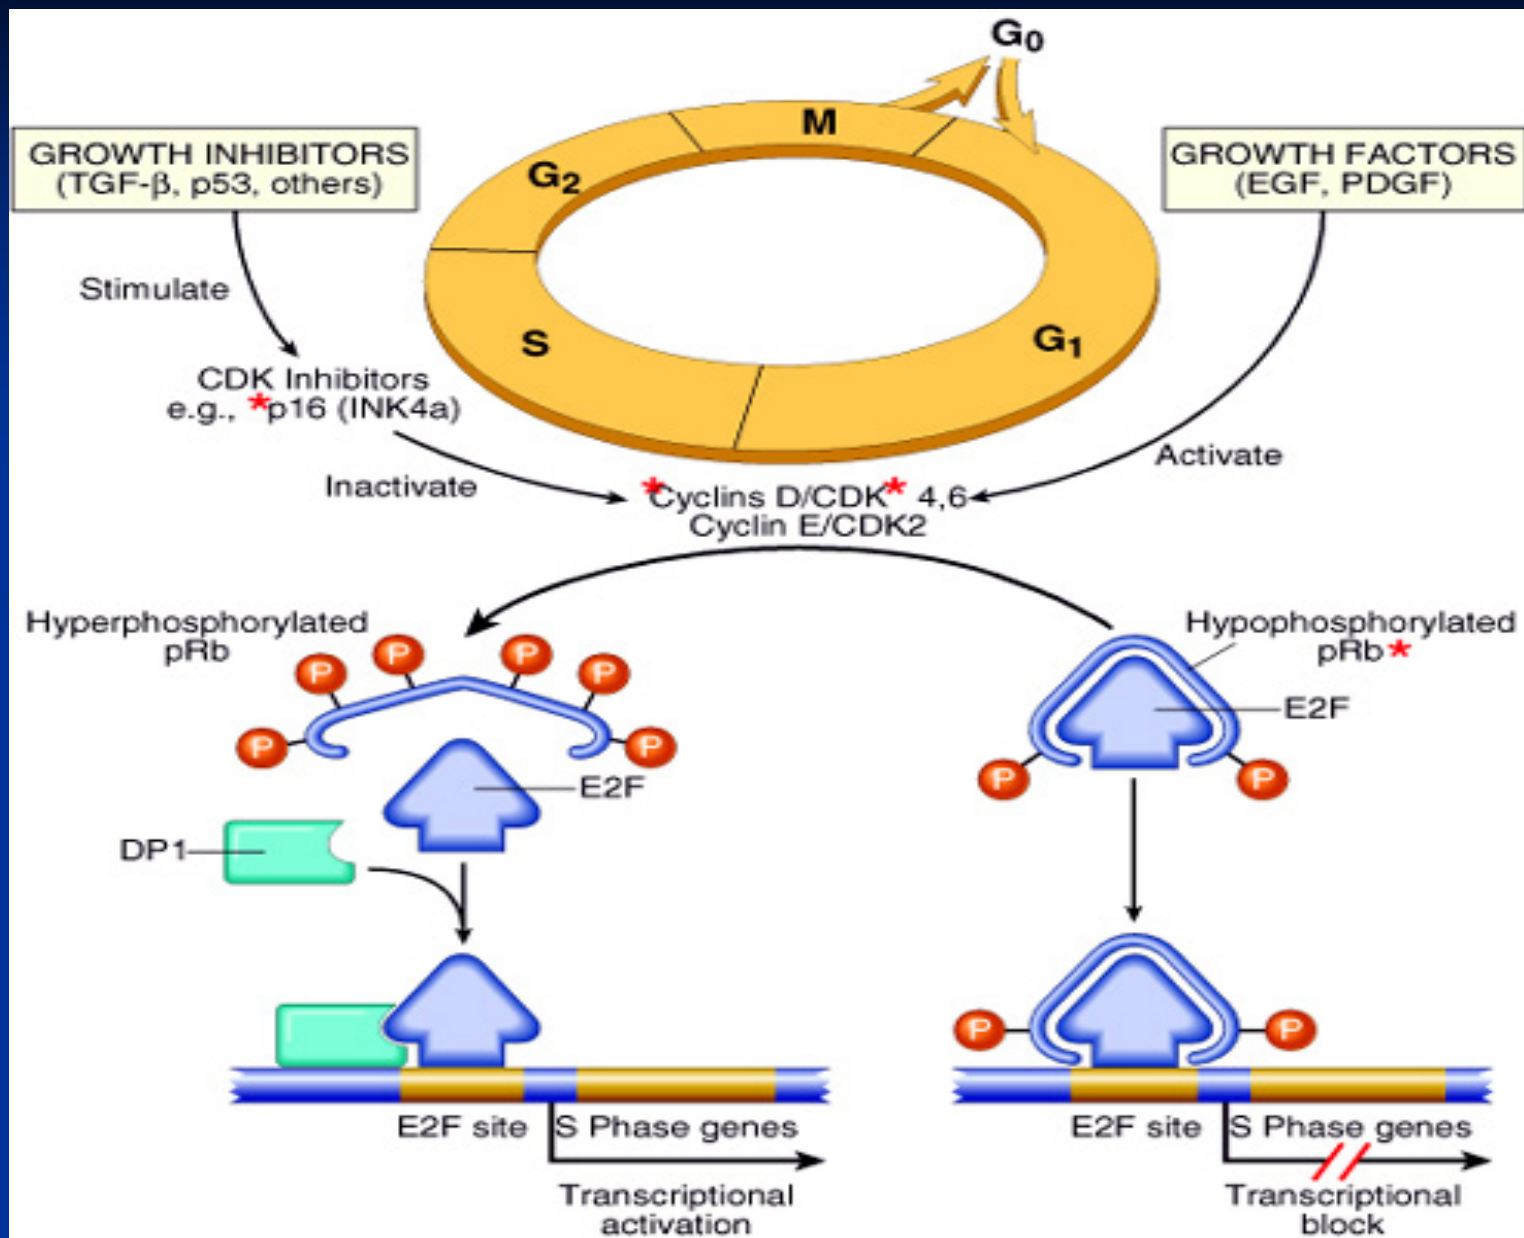 G0
M
G2
S
G1
GROWTH INHIBITORS
(TGF-β, p53, others)
GROWTH FACTORS
(EGF, PDGF)
Stimulate
CDK Inhibitors
e.g., *p16 (INK4a)
Inactivate
Activate
*Cyclins D/CDK* 4,6
Cyclin E/CDK2
Hyperphosphorylated
pRb
P
P
P
P
P
P
E2F
DP1
Hypophosphorylated
pRb*
E2F
P
P
P
P
E2F site
S Phase genes
Transcriptional
activation
E2F site
S Phase genes
Transcriptional
block